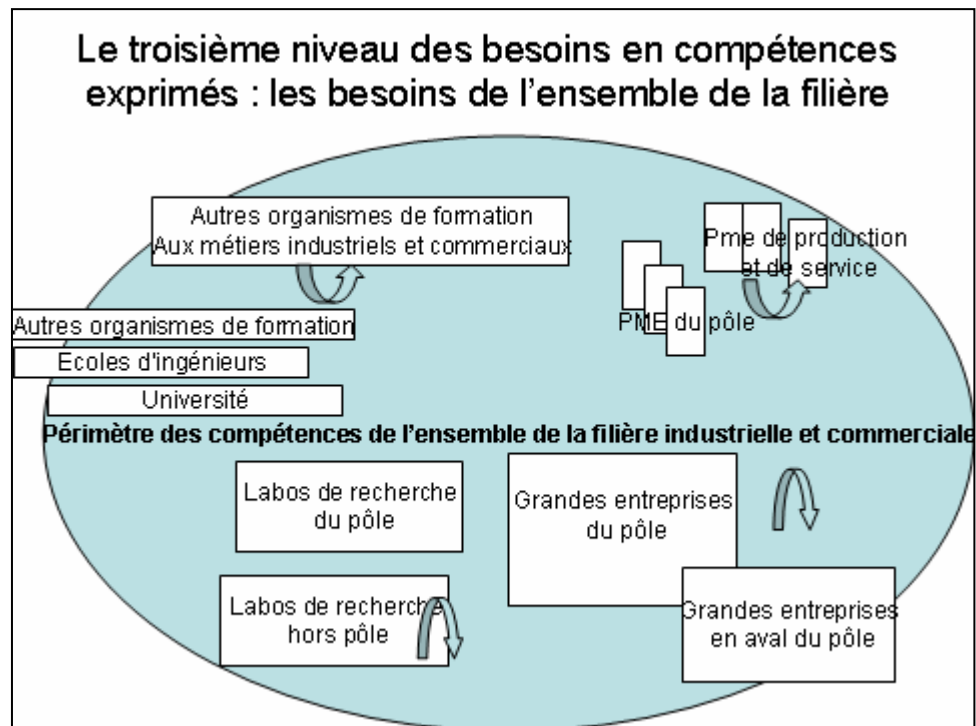 Le troisième niveau des besoins en compétences
exprimés : les besoins de l'ensemble de la filière
Autres organismes de formation
Aux métiers industriels et commerciaux
Pme de production
et de service
PME du pôle
Autres organismes de formation
Ecoles d'ingénieurs
Université
Périmètre des compétences de l'ensemble de la filière industrielle et commerciale
Labos de recherche
du pôle
Grandes entreprises
du pôle
Labos de recherche
hors pôle
Grandes entreprises
en aval du pôle